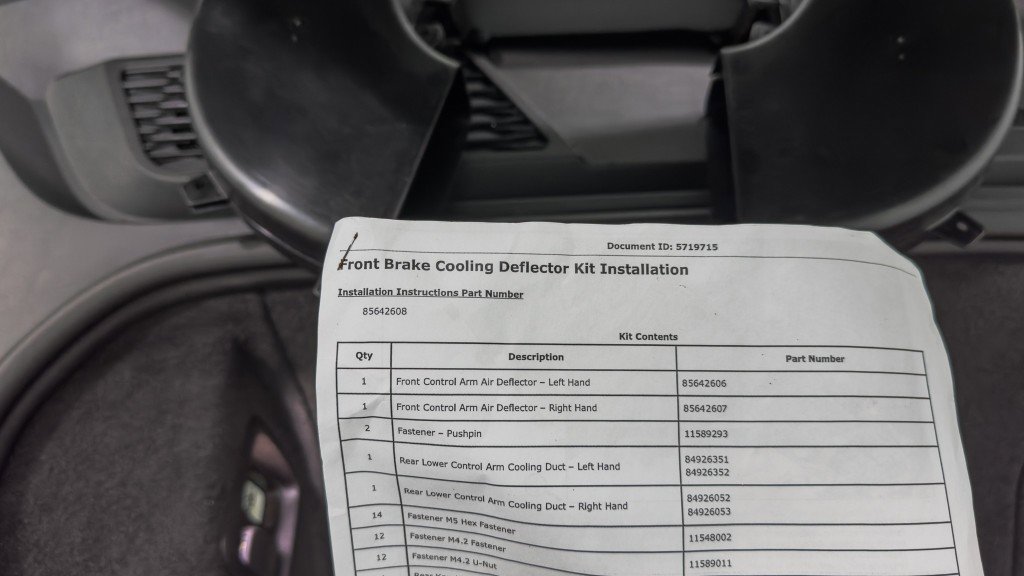 Document ID: 5719715
Front Brake Cooling Deflector Kit Installation
Installation Instructions Part Number
85642608
Kit Contents
Qty Description Part Number
1 Front Control Arm Air Deflector – Left Hand 85642606
1 Front Control Arm Air Deflector – Right Hand 85642607
2 Fastener – Pushpin 11589293
1 Rear Lower Control Arm Cooling Duct – Left Hand 84926351
84926352
1 Rear Lower Control Arm Cooling Duct – Right Hand 84926052
84926053
14 Fastener M5 Hex Fastener 11548002
12 Fastener M4.2 Fastener
12 Fastener M4.2 U-Nut 11589011
Rear